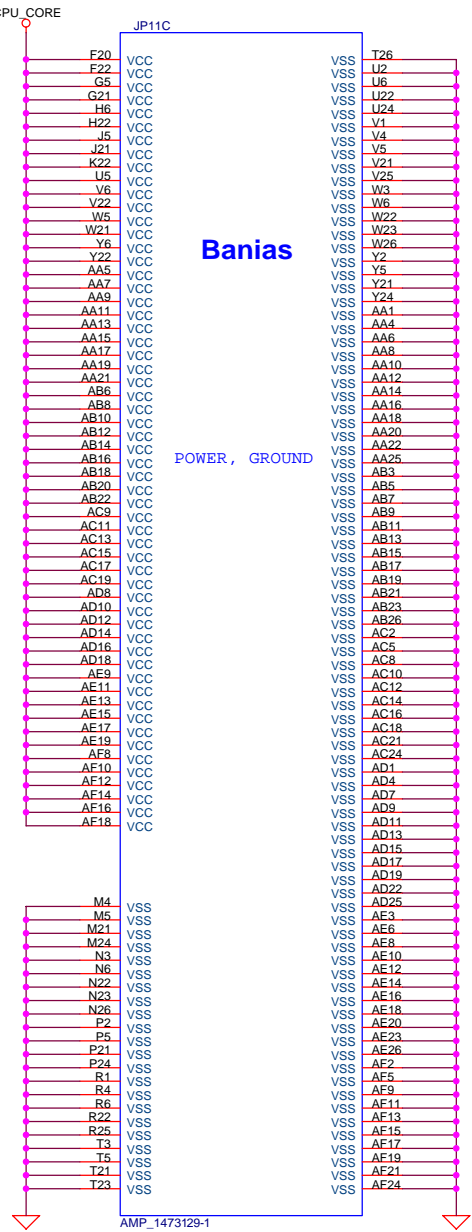 CPU_CORE
JP11C
F20 VCC VSS T26
F22 VCC VSS U2
G5 VCC VSS U6
G21 VCC VSS U22
H6 VCC VSS U24
H22 VCC VSS V1
J5 VCC VSS V4
J21 VCC VSS V5
K22 VCC VSS V21
U5 VCC VSS V25
V6 VCC VSS W3
V22 VCC VSS W6
W5 VCC VSS W22
W21 VCC VSS W23
Y6 VCC Banias VSS W26
Y22 VCC VSS Y2
AA5 VCC VSS Y5
AA7 VCC VSS Y21
AA9 VCC VSS Y24
AA11 VCC VSS AA1
AA13 VCC VSS AA4
AA15 VCC VSS AA6
AA17 VCC VSS AA8
AA19 VCC VSS AA10
AA21 VCC VSS AA12
AB6 VCC VSS AA14
AB8 VCC VSS AA16
AB10 VCC VSS AA18
AB12 VCC VSS AA20
AB14 VCC VSS AA22
AB16 VCC POWER, GROUND VSS AA25
AB18 VCC VSS AB3
AB20 VCC VSS AB5
AB22 VCC VSS AB7
AC9 VCC VSS AB9
AC11 VCC VSS AB11
AC13 VCC VSS AB13
AC15 VCC VSS AB15
AC17 VCC VSS AB17
AC19 VCC VSS AB19
AD8 VCC VSS AB21
AD10 VCC VSS AB23
AD12 VCC VSS AB26
AD14 VCC VSS AC2
AD16 VCC VSS AC5
AD18 VCC VSS AC8
AE9 VCC VSS AC10
AE11 VCC VSS AC12
AE13 VCC VSS AC14
AE15 VCC VSS AC16
AE17 VCC VSS AC18
AE19 VCC VSS AC21
AF8 VCC VSS AC24
AF10 VCC VSS AD1
AF12 VCC VSS AD4
AF14 VCC VSS AD7
AF16 VCC VSS AD9
AF18 VCC VSS AD11
VSS AD13
VSS AD15
VSS AD17
VSS AD19
VSS AD22
M4 VSS VSS AD25
M5 VSS VSS AE3
M21 VSS VSS AE6
M24 VSS VSS AE8
N3 VSS VSS AE10
N6 VSS VSS AE12
N22 VSS VSS AE14
N23 VSS VSS AE16
N26 VSS VSS AE18
P2 VSS VSS AE20
P5 VSS VSS AE23
P21 VSS VSS AE26
P24 VSS VSS AF2
R1 VSS VSS AF5
R4 VSS VSS AF9
R6 VSS VSS AF11
R22 VSS VSS AF13
R25 VSS VSS AF15
T3 VSS VSS AF17
T5 VSS VSS AF19
T21 VSS VSS AF21
T23 VSS VSS AF24
AMP_1473129-1